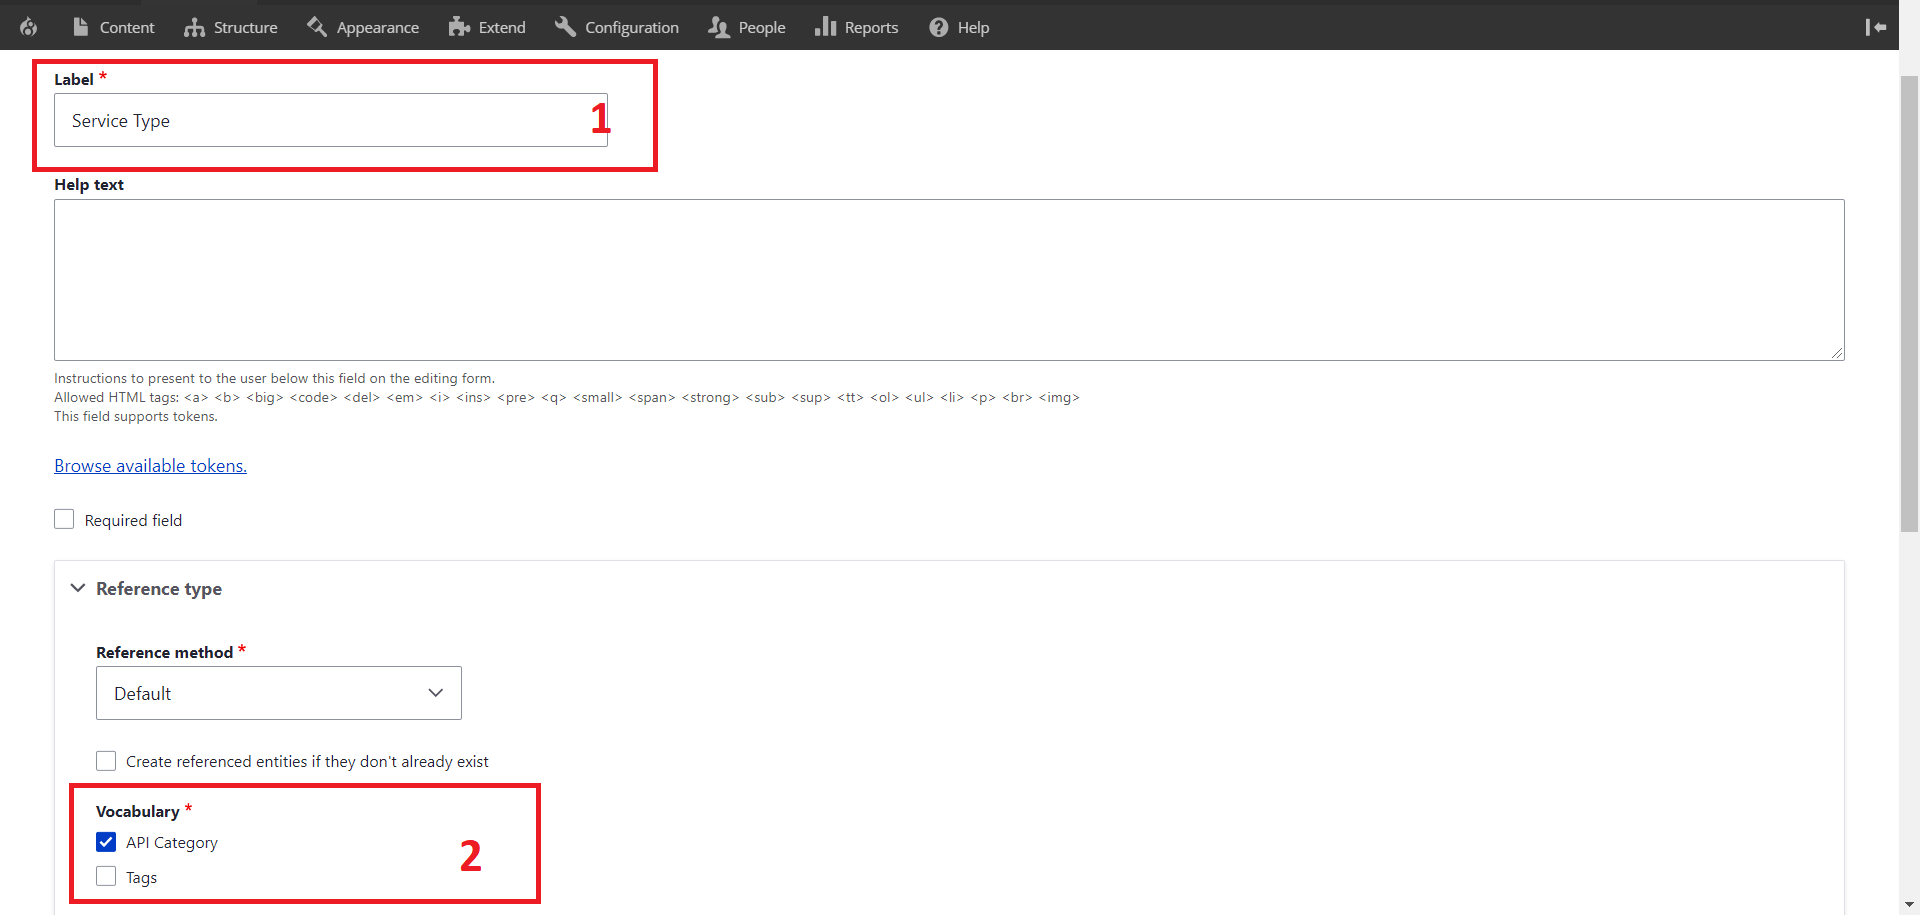 Content Structure Appearance Extend Configuration People Reports Help
Label *
Service Type
1
Help text
Instructions to present to the user below this field on the editing form.
Allowed HTML tags: <a> <b> <big> <code> <del> <em> <i> <ins> <pre> <q> <small> <span> <strong> <sub> <sup> <tt> <ol> <ul> <li> <p> <br> <img>
This field supports tokens.
Browse available tokens.
Required field
Reference type
Reference method *
Default
Create referenced entities if they don't already exist
Vocabulary *
API Category
2
Tags